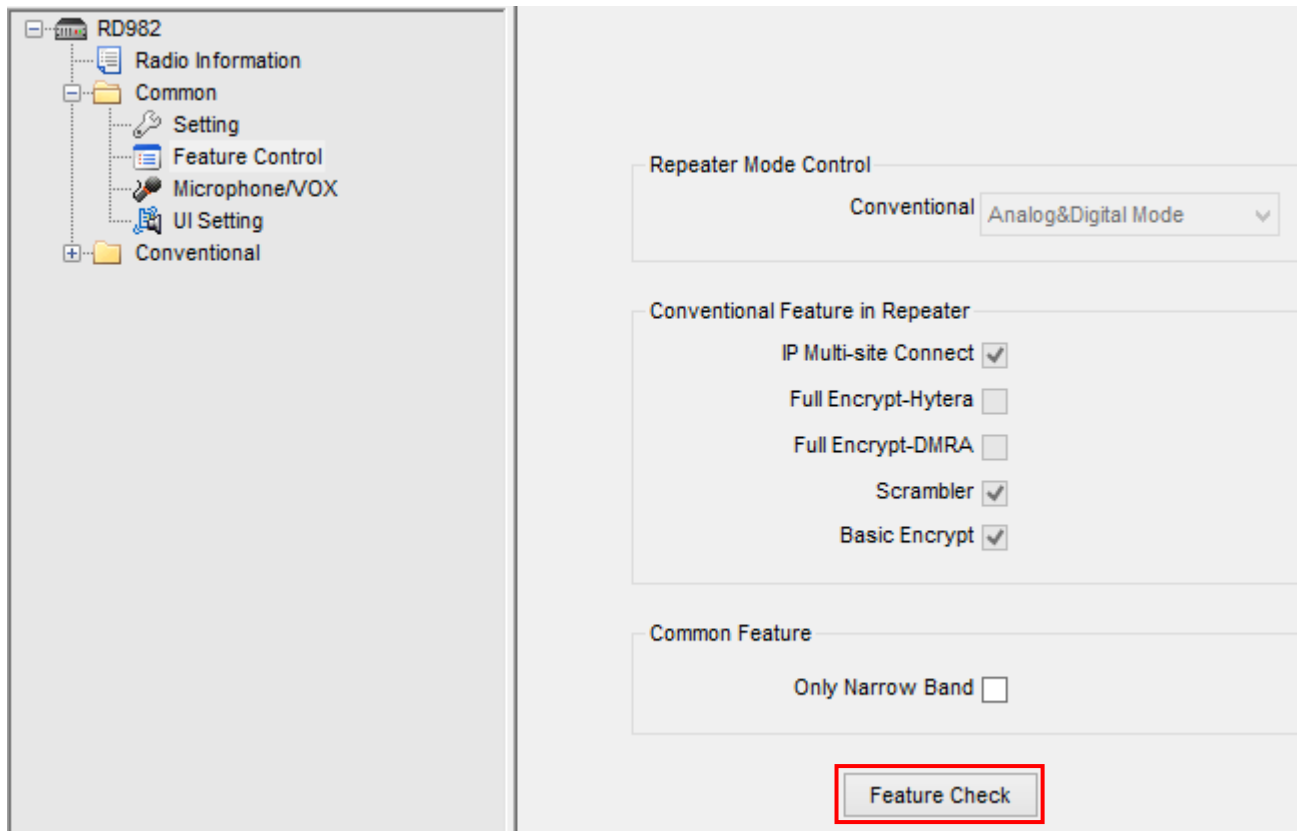 RD982
Radio Information
Common
Setting
Feature Control
Microphone/VOX
UI Setting
Conventional
Repeater Mode Control
Conventional Analog&Digital Mode
Conventional Feature in Repeater
IP Multi-site Connect
Full Encrypt-Hytera
Full Encrypt-DMRA
Scrambler
Basic Encrypt
Common Feature
Only Narrow Band
Feature Check